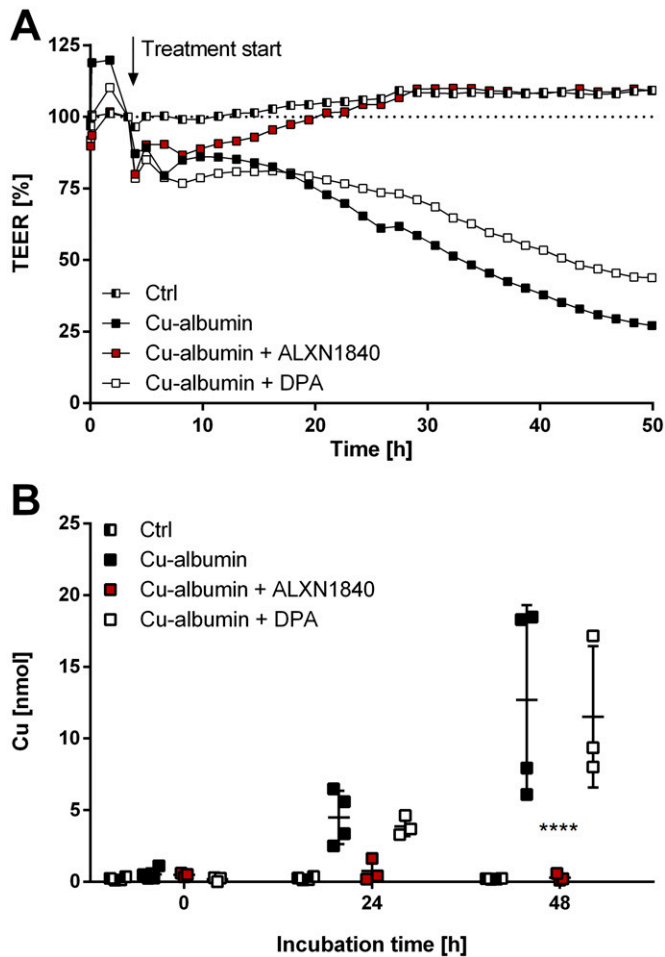 A
125
100
75
50
25
0
TEER [%]
Treatment start
Ctrl
Cu-albumin
Cu-albumin + ALXN1840
Cu-albumin + DPA
0 10 20 30 40 50
Time [h]
B
25
20
15
10
5
0
Cu [nmol]
Ctrl
Cu-albumin
Cu-albumin + ALXN1840
Cu-albumin + DPA
****
0 24 48
Incubation time [h]